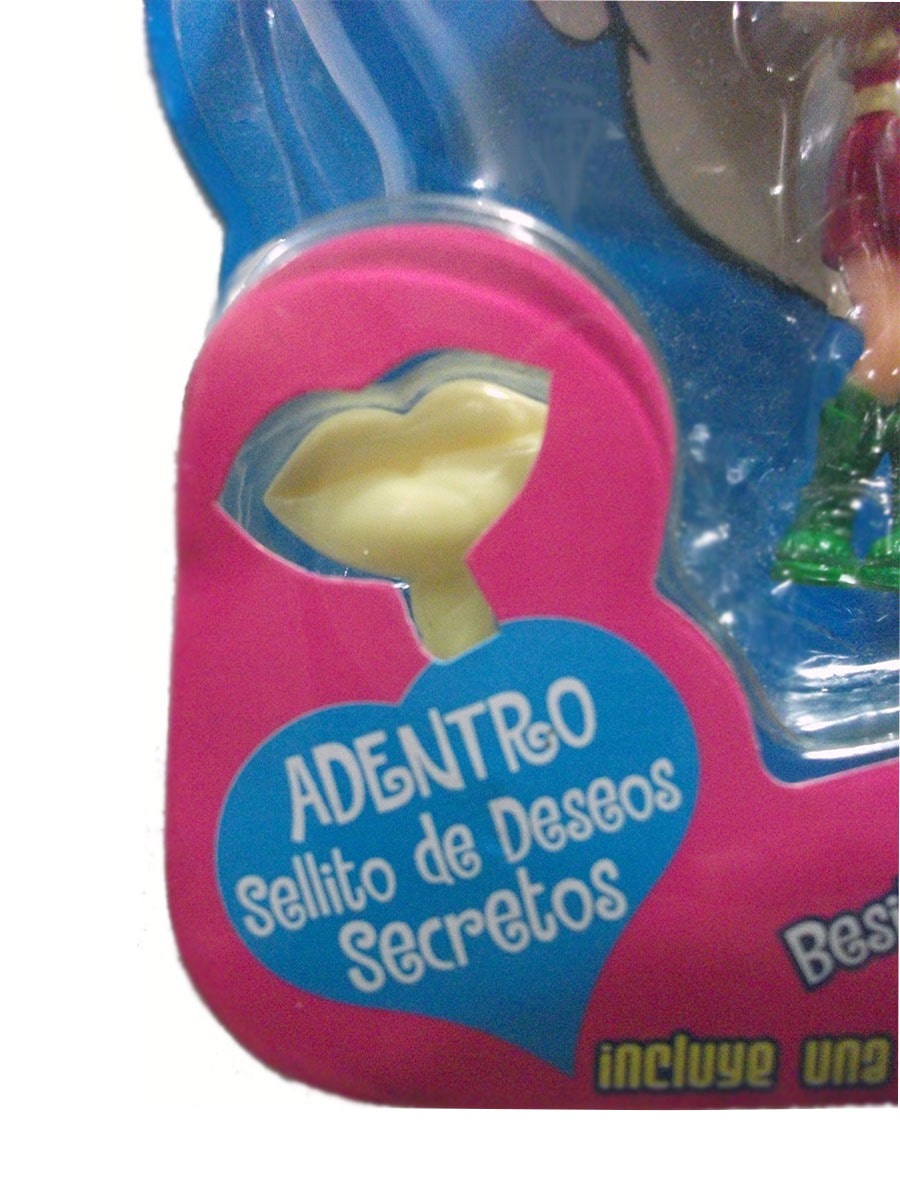 ADENTRO
Sellito de Deseos
Secretos
incluye una